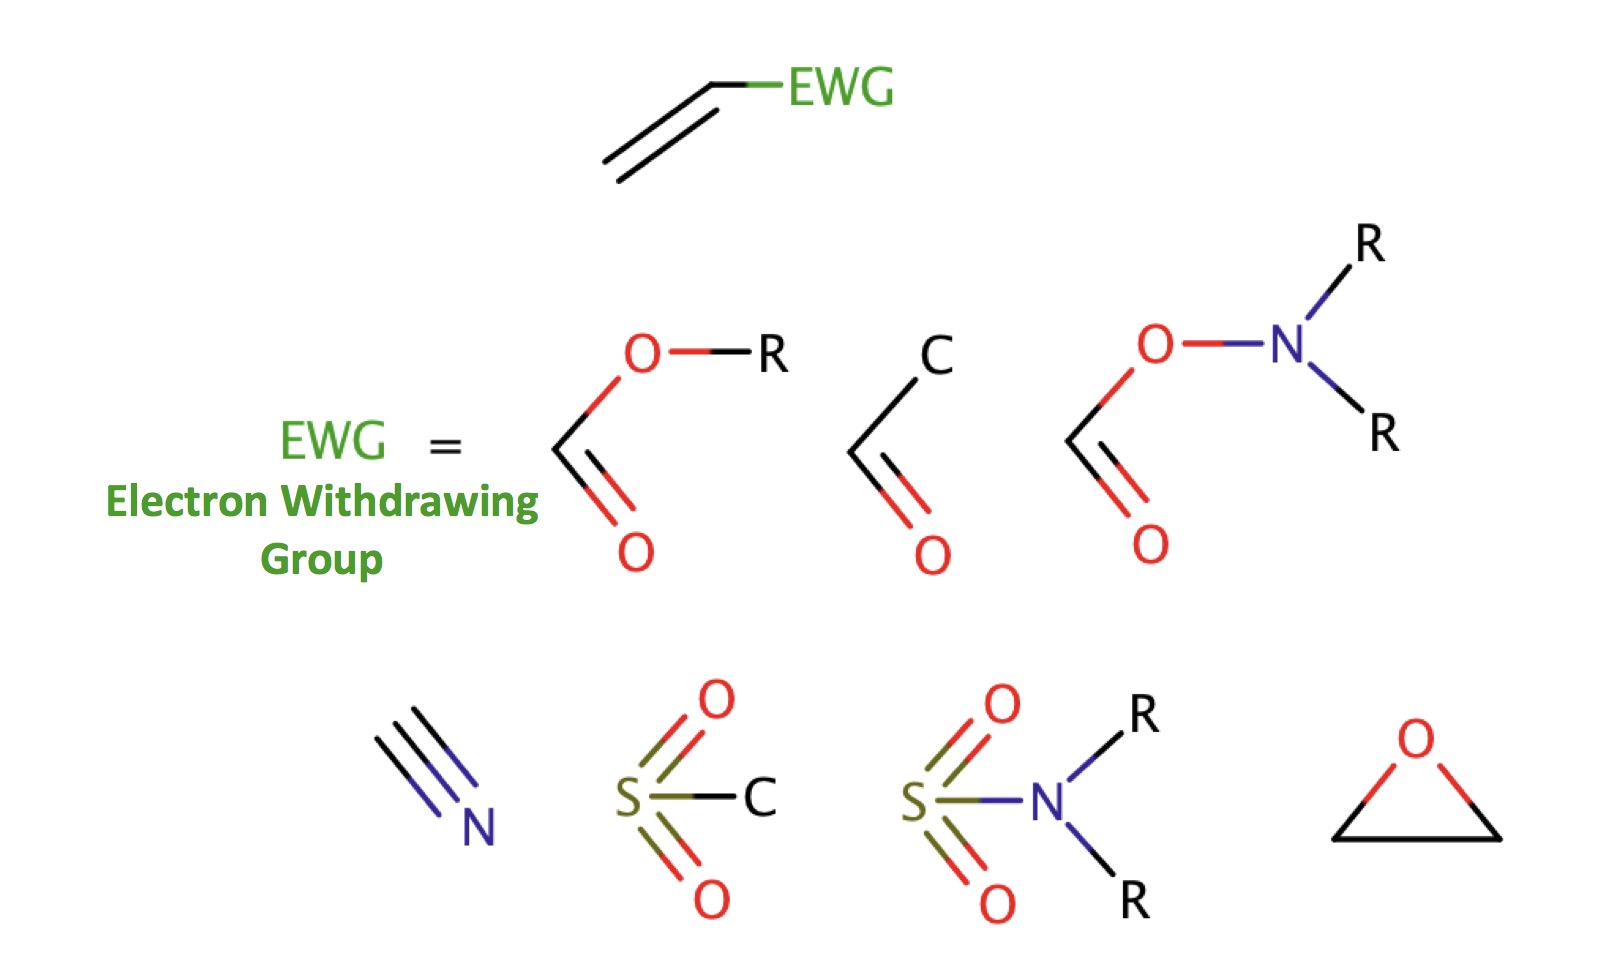 EWG
R
O R C O N
R
EWG =
Electron Withdrawing
Group
O O O
O O R O
S C S N
N
O O R